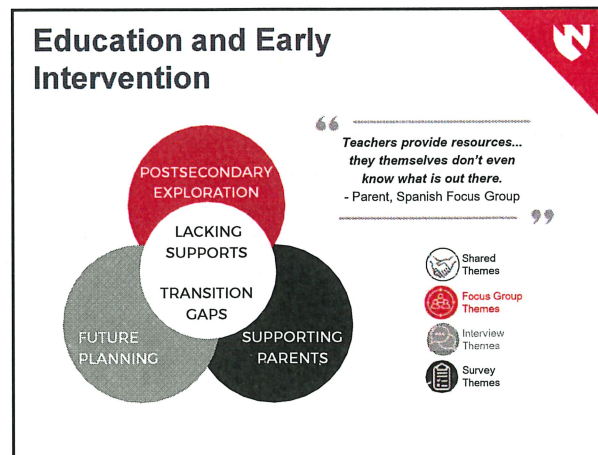 Education and Early
Intervention
“
Teachers provide resources...
they themselves don't even
know what is out there.
- Parent, Spanish Focus Group
”
POSTSECONDARY
EXPLORATION
LACKING
SUPPORTS
TRANSITION
GAPS
FUTURE
PLANNING
SUPPORTING
PARENTS
Shared
Themes
Focus Group
Themes
Interview
Themes
Survey
Themes
N